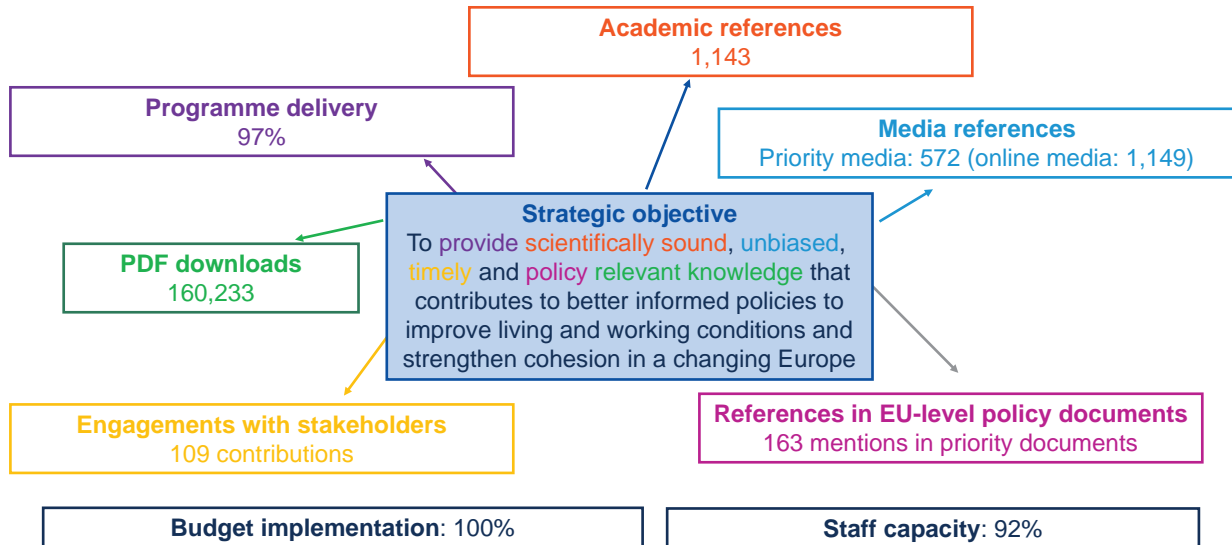 Academic references
1,143
Programme delivery
97%
Media references
Priority media: 572 (online media: 1,149)
Strategic objective
To provide scientifically sound, unbiased,
timely and policy relevant knowledge that
contributes to better informed policies to
improve living and working conditions and
strengthen cohesion in a changing Europe
PDF downloads
160,233
Engagements with stakeholders
109 contributions
References in EU-level policy documents
163 mentions in priority documents
Budget implementation: 100%
Staff capacity: 92%